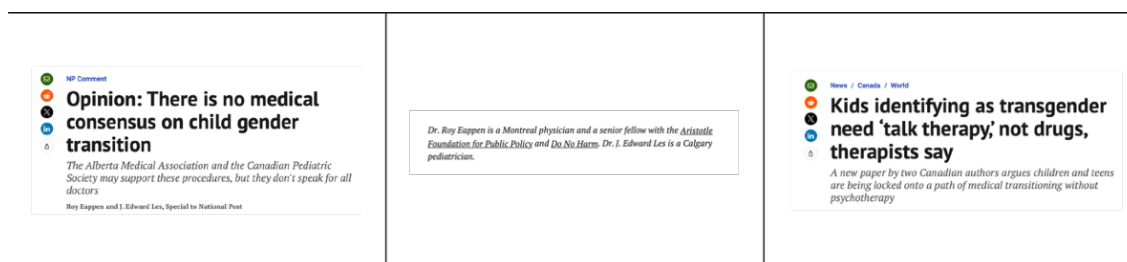 NP Comment
Opinion: There is no medical
consensus on child gender
transition
The Alberta Medical Association and the Canadian Pediatric
Society may support these procedures, but they don't speak for all
doctors
Roy Eappen and J. Edward Les, Special to National Post
Dr. Roy Eappen is a Montreal physician and a senior fellow with the Aristotle
Foundation for Public Policy and Do No Harm. Dr. J. Edward Les is a Calgary
pediatrician.
News / Canada / World
Kids identifying as transgender
need ‘talk therapy,’ not drugs,
therapists say
A new paper by two Canadian authors argues children and teens
are being locked onto a path of medical transitioning without
psychotherapy